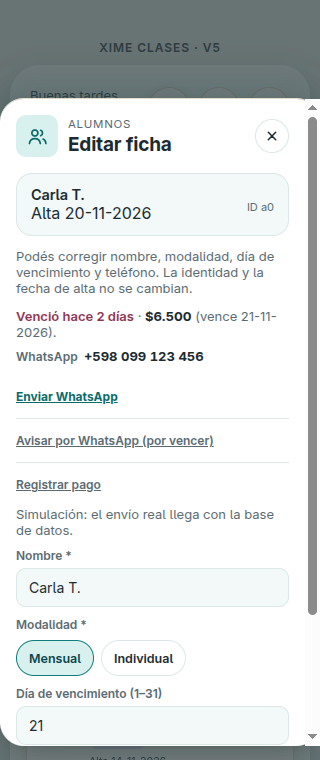 XIME CLASES · V5
Buenas tardes
ALUMNOS
Editar ficha
Carla T.
Alta 20-11-2026
ID a0
Podés corregir nombre, modalidad, día de
vencimiento y teléfono. La identidad y la
fecha de alta no se cambian.
Venció hace 2 días · $6.500 (vence 21-11-
2026).
WhatsApp +598 099 123 456
Enviar WhatsApp
Avisar por WhatsApp (por vencer)
Registrar pago
Simulación: el envío real llega con la base
de datos.
Nombre *
Carla T.
Modalidad *
Mensual
Individual
Día de vencimiento (1–31)
21